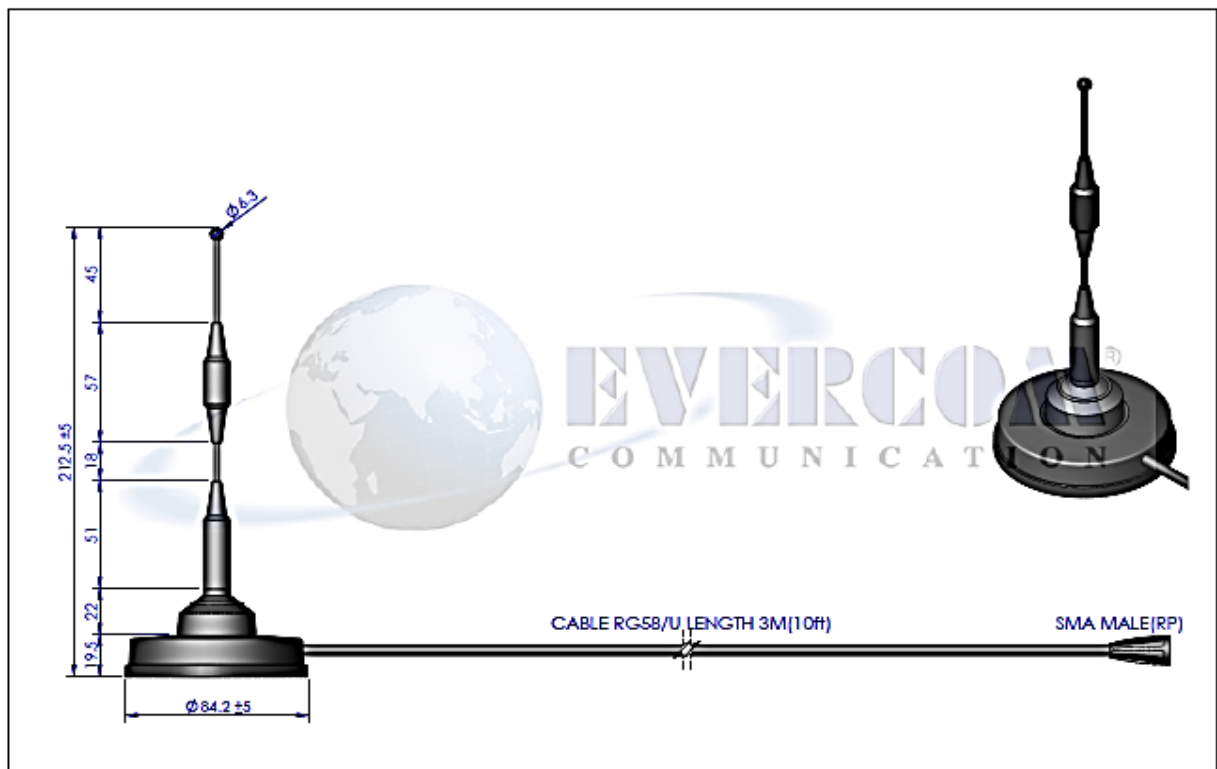 Ø6.3
45
57
18
51
22
19.5
212.5 ±5
Ø84.2 ±5
CABLE RG58/U LENGTH 3M(10ft)
SMA MALE(RP)
EVERCOM®
COMMUNICATION